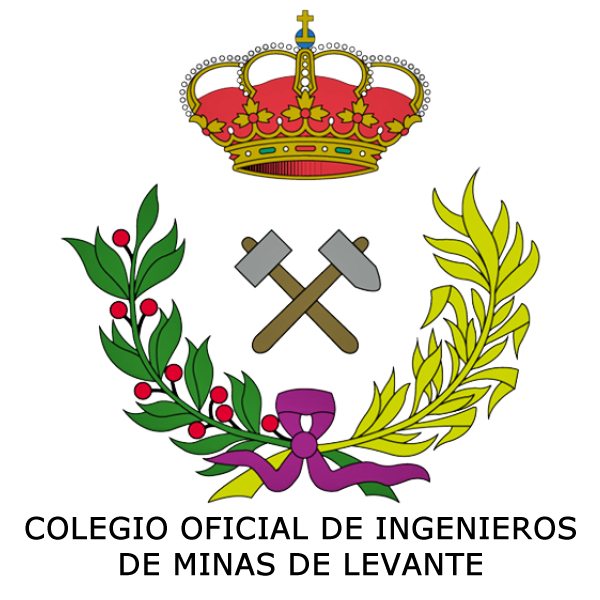 COLEGIO OFICIAL DE INGENIEROS
DE MINAS DE LEVANTE